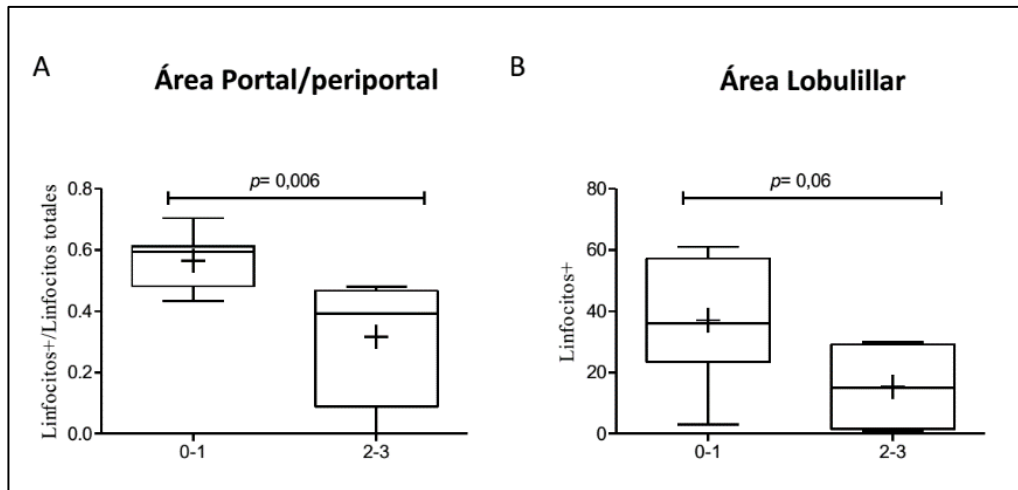 A
Área Portal/periportal
p= 0,006
Linfocitos+/Linfocitos totales
0.8
0.6
0.4
0.2
0.0
0-1
2-3
B
Área Lobulillar
p= 0,06
Linfocitos+
80
60
40
20
0
0-1
2-3